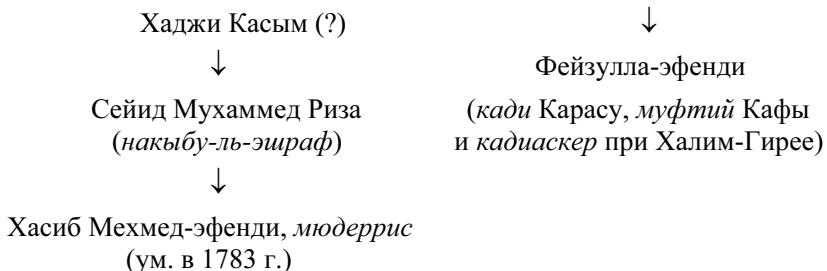 Хаджи Касым (?)
↓
Сейид Мухаммед Риза
(накыбу-ль-эшраф)
↓
Хасиб Мехмед-эфенди, мюдеррис
(ум. в 1783 г.)
↓
Фейзулла-эфенди
(кади Карасу, муфтий Кафы
и кадиаскер при Халим-Гирее)